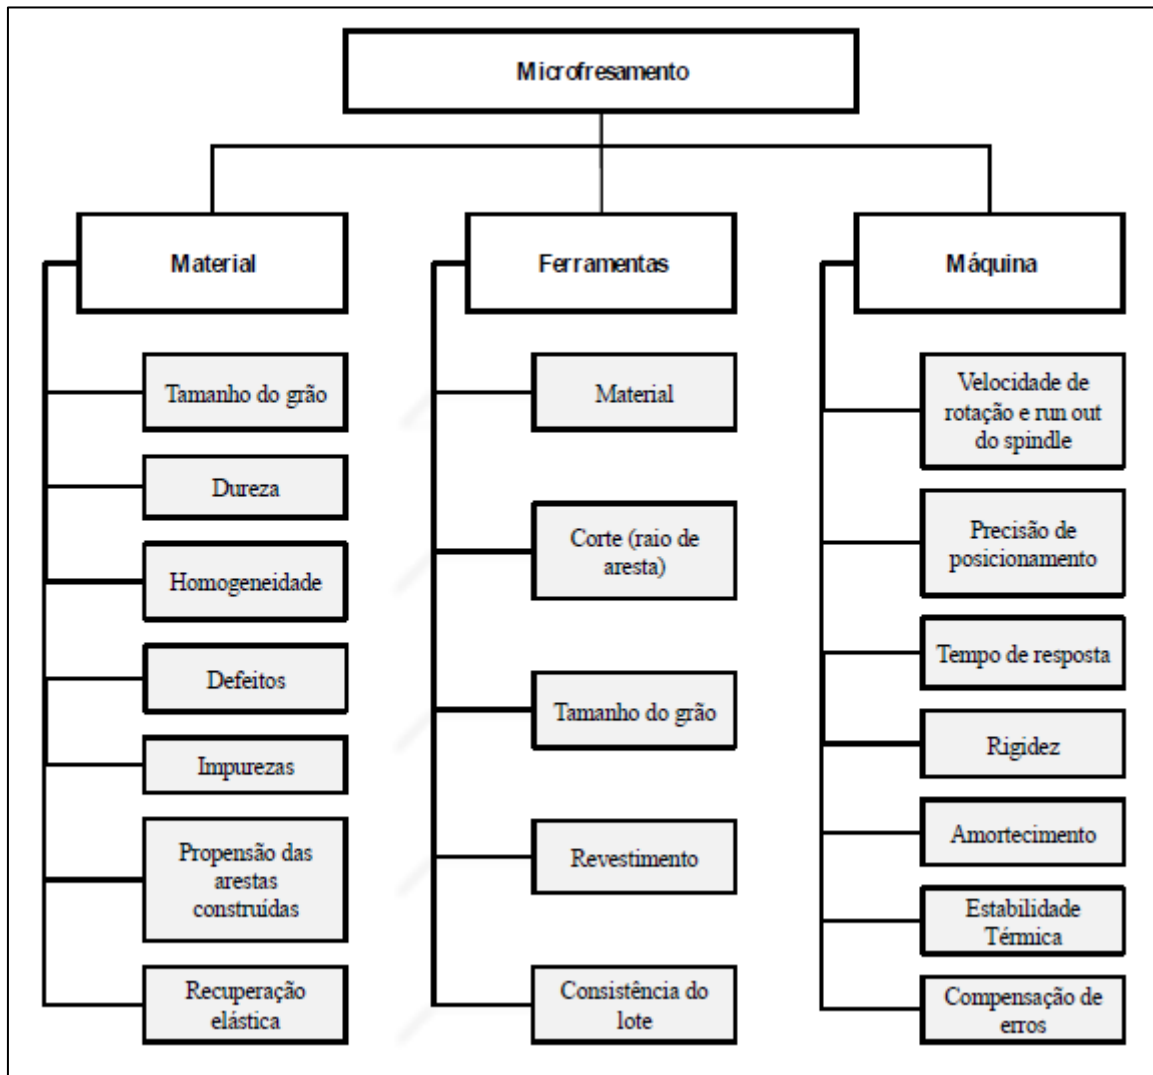 Microfresamento
Material
Ferramentas
Máquina
Tamanho do grão
Dureza
Homogeneidade
Defeitos
Impurezas
Propensão das
arestas
construídas
Recuperação
elástica
Material
Corte (raio de
aresta)
Tamanho do grão
Revestimento
Consistência do
lote
Velocidade de
rotação e run out
do spindle
Precisão de
posicionamento
Tempo de resposta
Rigidez
Amortecimento
Estabilidade
Térmica
Compensação de
erros